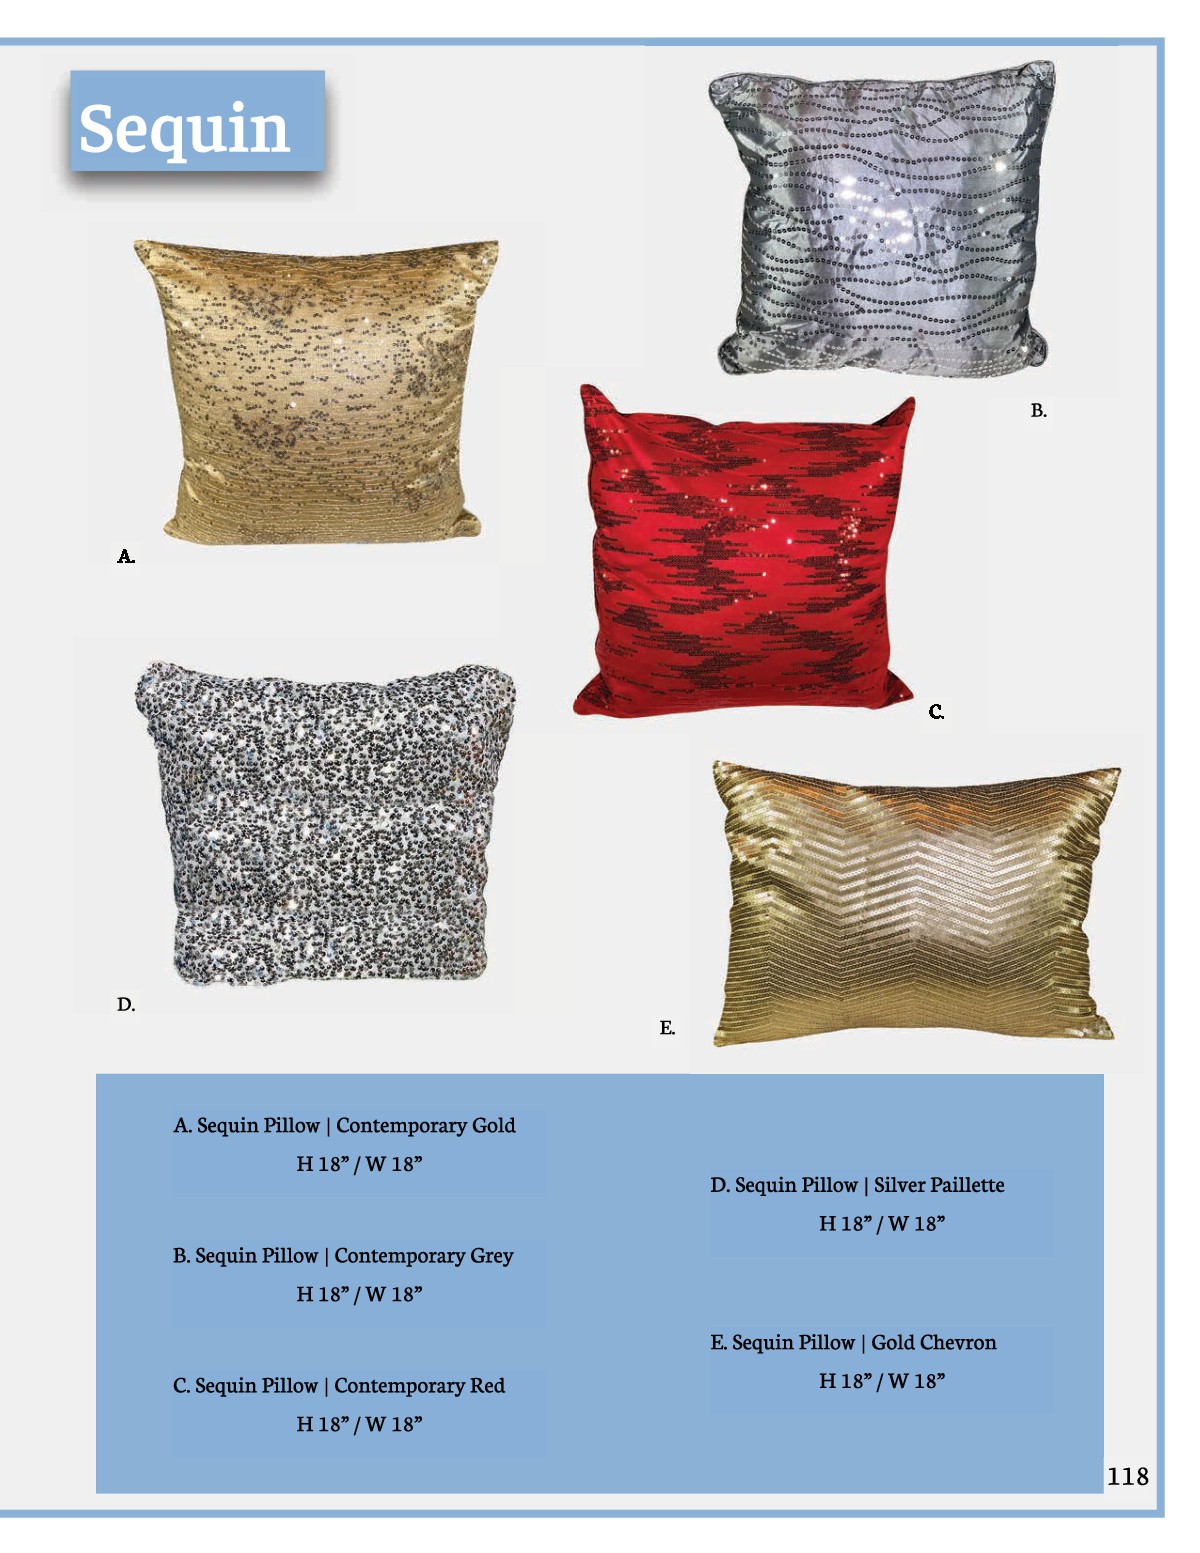 Sequin
B.
A.
C.
D.
E.
A. Sequin Pillow | Contemporary Gold
H 18” / W 18”
B. Sequin Pillow | Contemporary Grey
H 18” / W 18”
C. Sequin Pillow | Contemporary Red
H 18” / W 18”
D. Sequin Pillow | Silver Paillette
H 18” / W 18”
E. Sequin Pillow | Gold Chevron
H 18” / W 18”
118